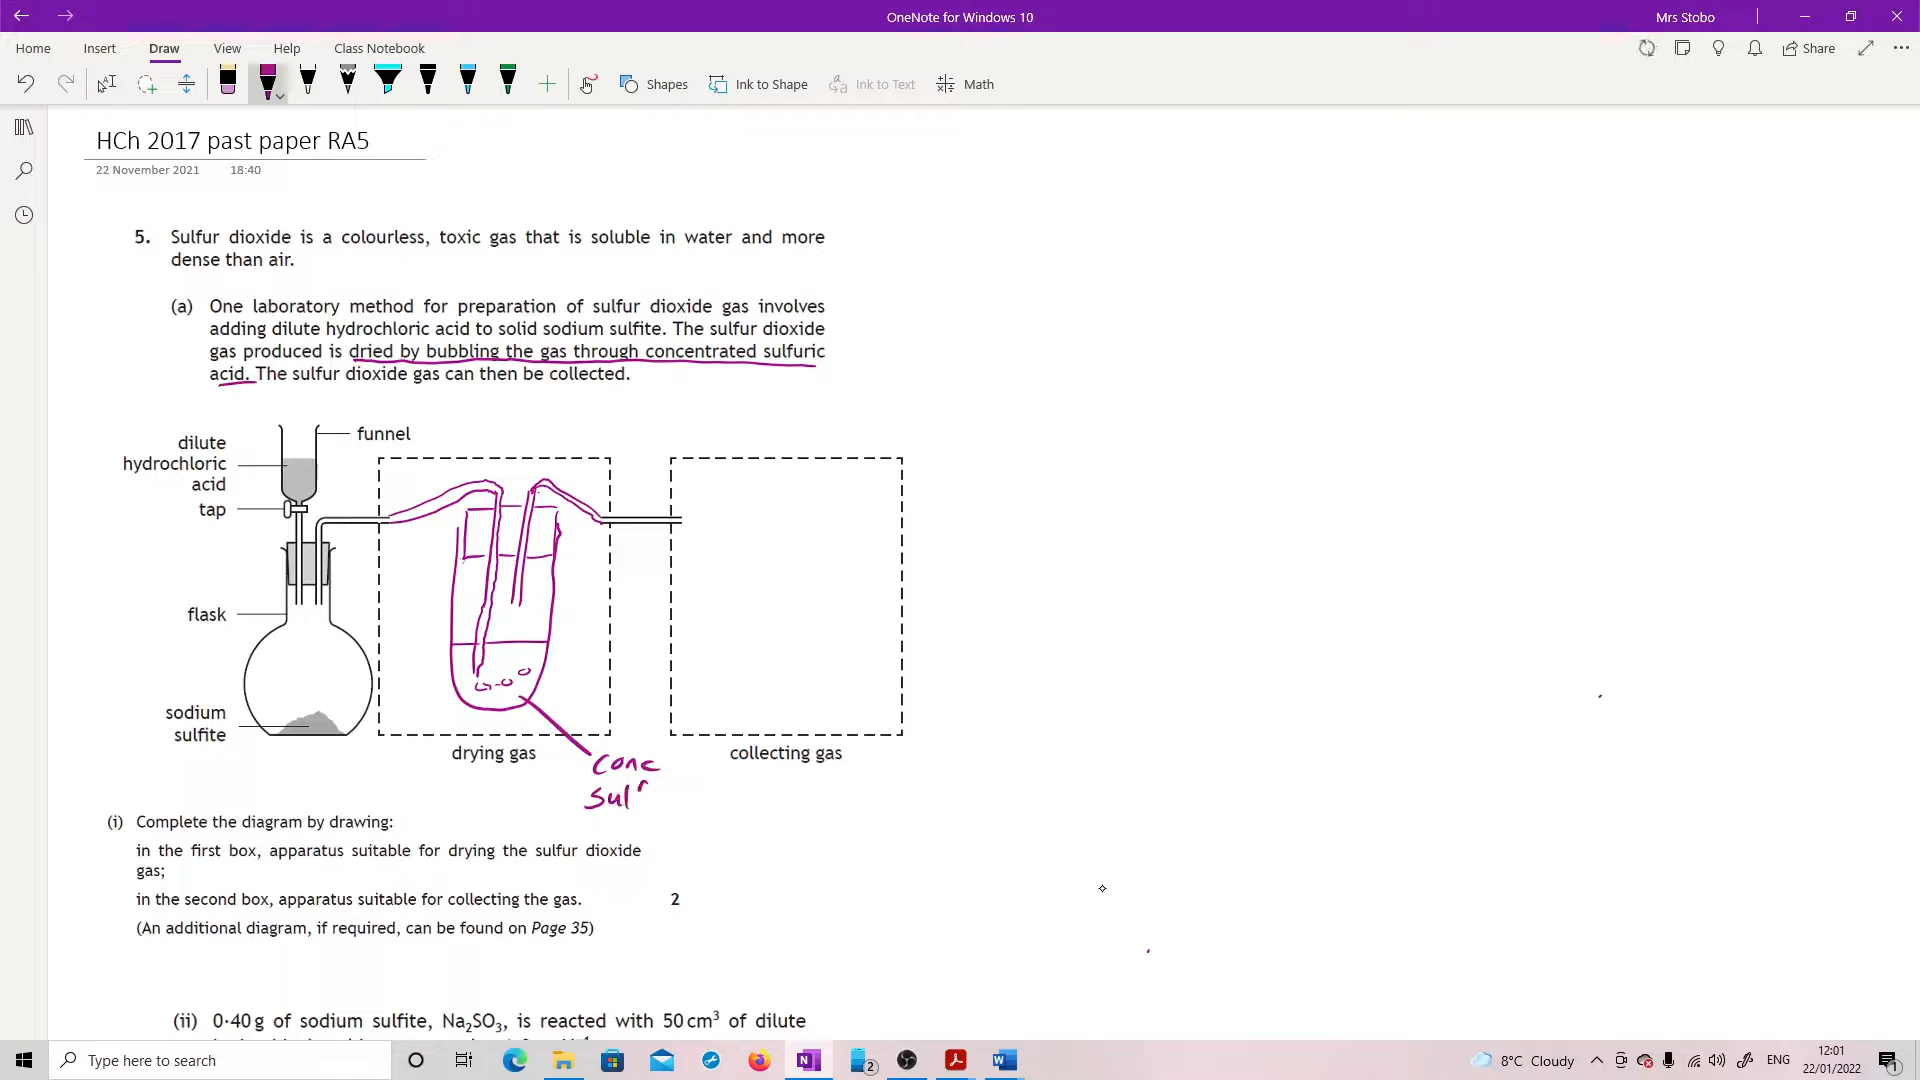 OneNote for Windows 10
Mrs Stobo
Home Insert Draw View Help Class Notebook
Share
Shapes Ink to Shape Ink to Text Math
HCh 2017 past paper RA5
22 November 2021 18:40
5. Sulfur dioxide is a colourless, toxic gas that is soluble in water and more
dense than air.
(a) One laboratory method for preparation of sulfur dioxide gas involves
adding dilute hydrochloric acid to solid sodium sulfite. The sulfur dioxide
gas produced is dried by bubbling the gas through concentrated sulfuric
acid. The sulfur dioxide gas can then be collected.
funnel
dilute
hydrochloric
acid
tap
flask
sodium
sulfite
drying gas
collecting gas
Conc
Sulf
(i) Complete the diagram by drawing:
in the first box, apparatus suitable for drying the sulfur dioxide
gas;
in the second box, apparatus suitable for collecting the gas. 2
(An additional diagram, if required, can be found on Page 35)
(ii) 0·40 g of sodium sulfite, Na₂SO₃, is reacted with 50 cm³ of dilute
Type here to search
2
8°C Cloudy
ENG
12:01
22/01/2022
1